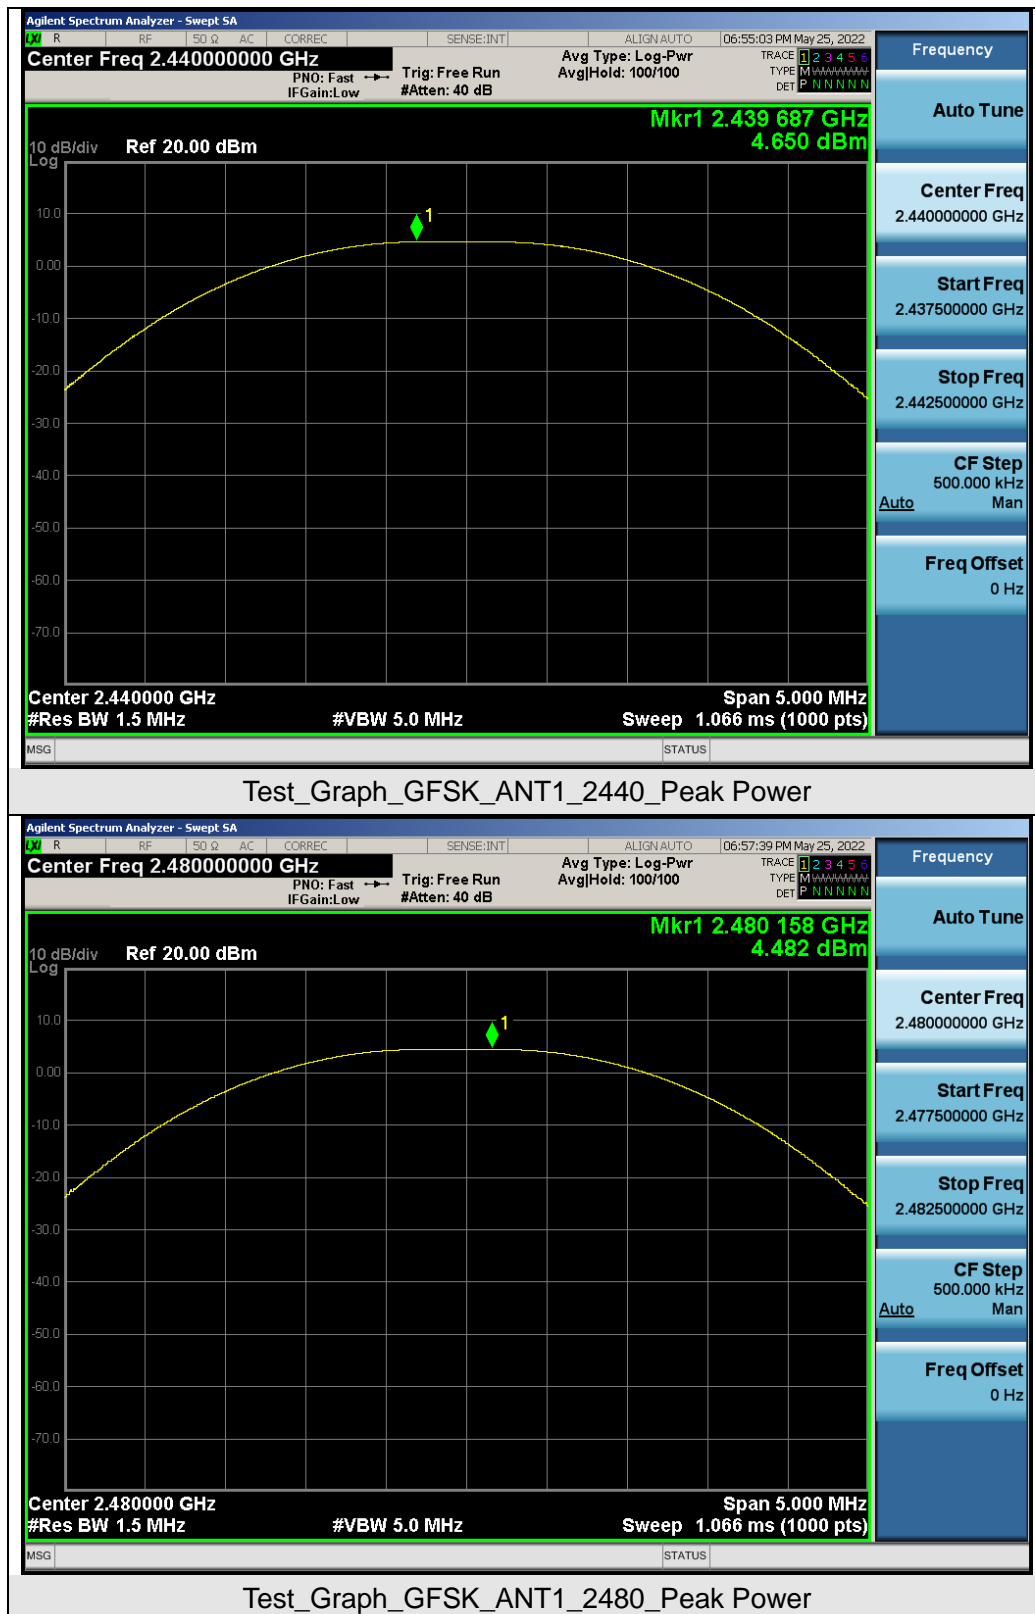 Agilent Spectrum Analyzer - Swept SA
LXI R RF 50 Ω AC CORREC SENSE:INT ALIGNAUTO 06:55:03 PM May 25, 2022
Center Freq 2.440000000 GHz
PNO: Fast
IFGain:Low
Trig: Free Run
#Atten: 40 dB
Avg Type: Log-Pwr
Avg|Hold: 100/100
TRACE 1 2 3 4 5 6
TYPE M
DET P N N N N N
Frequency
Auto Tune
Center Freq
2.440000000 GHz
Start Freq
2.437500000 GHz
Stop Freq
2.442500000 GHz
CF Step
500.000 kHz
Auto Man
Freq Offset
0 Hz
Mkr1 2.439 687 GHz
4.650 dBm
10 dB/div Ref 20.00 dBm
Log
1
10.0
0.00
-10.0
-20.0
-30.0
-40.0
-50.0
-60.0
-70.0
Center 2.440000 GHz Span 5.000 MHz
#Res BW 1.5 MHz #VBW 5.0 MHz Sweep 1.066 ms (1000 pts)
MSG STATUS
Test_Graph_GFSK_ANT1_2440_Peak Power
Agilent Spectrum Analyzer - Swept SA
LXI R RF 50 Ω AC CORREC SENSE:INT ALIGNAUTO 06:57:39 PM May 25, 2022
Center Freq 2.480000000 GHz
PNO: Fast
IFGain:Low
Trig: Free Run
#Atten: 40 dB
Avg Type: Log-Pwr
Avg|Hold: 100/100
TRACE 1 2 3 4 5 6
TYPE M
DET P N N N N N
Frequency
Auto Tune
Center Freq
2.480000000 GHz
Start Freq
2.477500000 GHz
Stop Freq
2.482500000 GHz
CF Step
500.000 kHz
Auto Man
Freq Offset
0 Hz
Mkr1 2.480 158 GHz
4.482 dBm
10 dB/div Ref 20.00 dBm
Log
1
10.0
0.00
-10.0
-20.0
-30.0
-40.0
-50.0
-60.0
-70.0
Center 2.480000 GHz Span 5.000 MHz
#Res BW 1.5 MHz #VBW 5.0 MHz Sweep 1.066 ms (1000 pts)
MSG STATUS
Test_Graph_GFSK_ANT1_2480_Peak Power